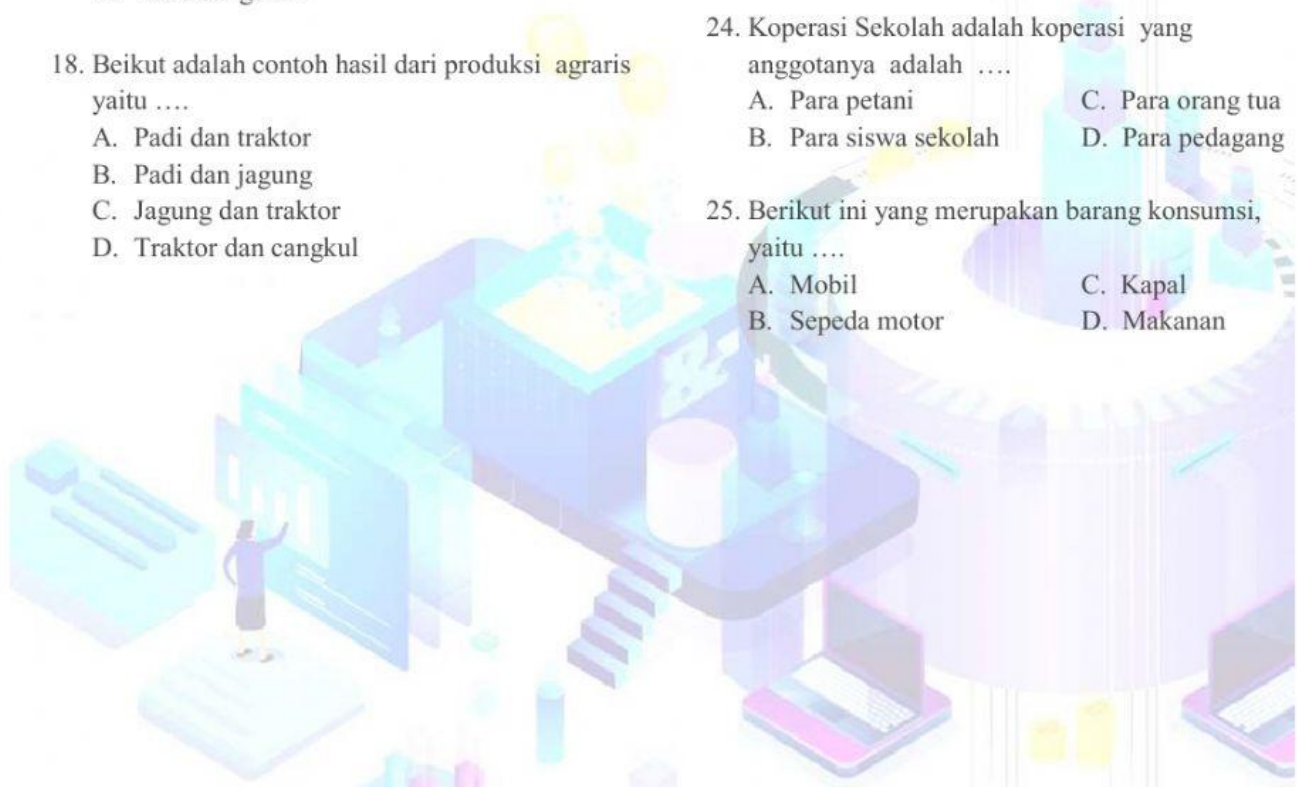 18. Beikut adalah contoh hasil dari produksi agraris
yaitu ….
A. Padi dan traktor
B. Padi dan jagung
C. Jagung dan traktor
D. Traktor dan cangkul
24. Koperasi Sekolah adalah koperasi yang
anggotanya adalah ….
A. Para petani C. Para orang tua
B. Para siswa sekolah D. Para pedagang
25. Berikut ini yang merupakan barang konsumsi,
yaitu ….
A. Mobil C. Kapal
B. Sepeda motor D. Makanan